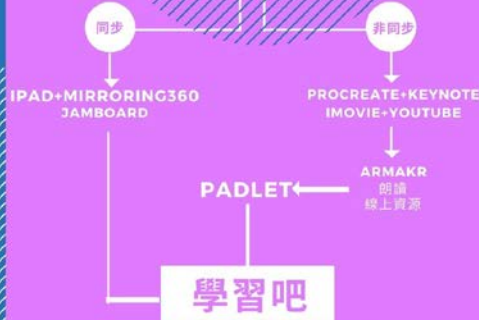 同步
非同步
IPAD+MIRRORING360
JAMBOARD
PROCREATE+KEYNOTE
IMOVIE+YOUTUBE
ARMAKR
朗讀
線上資源
PADLET
學習吧